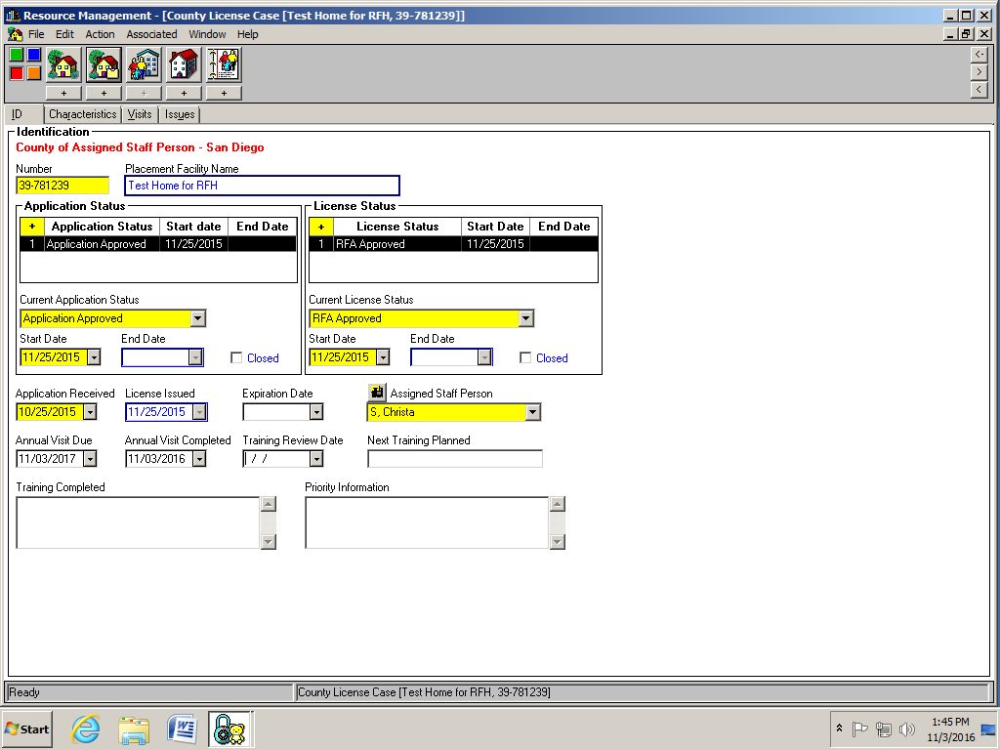 Resource Management - [County License Case [Test Home for RFH, 39-781239]]
File Edit Action Associated Window Help
+ + + + +
ID Characteristics Visits Issues
Identification
County of Assigned Staff Person - San Diego
Number Placement Facility Name
39-781239 Test Home for RFH
Application Status License Status
+ Application Status Start date End Date + License Status Start Date End Date
1 Application Approved 11/25/2015 1 RFA Approved 11/25/2015
Current Application Status Current License Status
Application Approved RFA Approved
Start Date End Date Start Date End Date
11/25/2015 Closed 11/25/2015 Closed
Application Received License Issued Expiration Date Assigned Staff Person
10/25/2015 11/25/2015 S, Christa
Annual Visit Due Annual Visit Completed Training Review Date Next Training Planned
11/03/2017 11/03/2016 / /
Training Completed Priority Information
Ready County License Case [Test Home for RFH, 39-781239]
Start 1:45 PM
11/3/2016